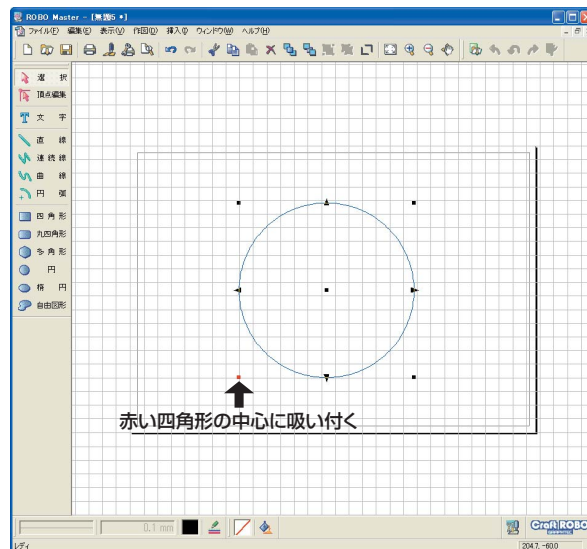 ROBO Master - [無題5 *]
ファイル(F) 編集(E) 表示(V) 作図(D) 挿入(I) ウィンドウ(W) ヘルプ(H)
選択
頂点編集
文字
直線
連続線
曲線
円弧
四角形
丸四角形
多角形
円
楕円
自由図形
赤い四角形の中心に吸い付く
0.1 mm
Craft ROBO
レディ
204.7, -60.0